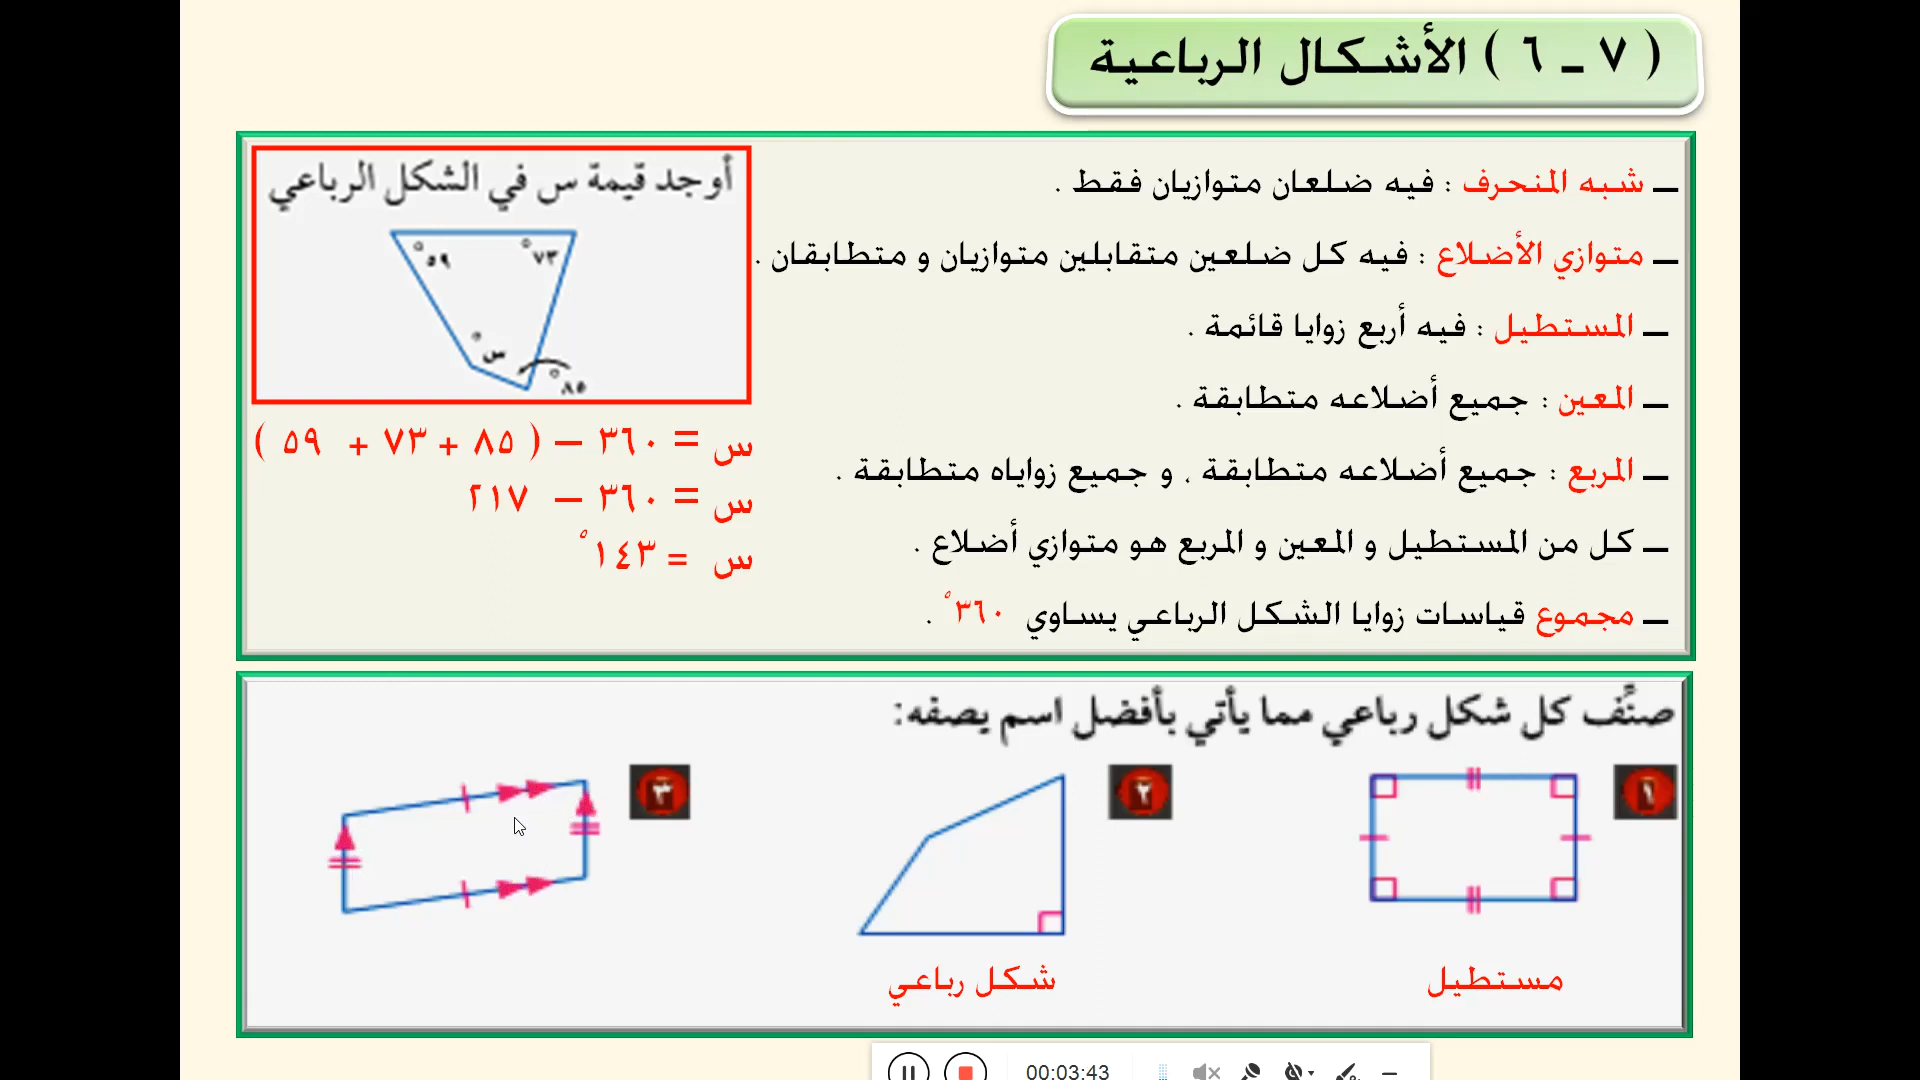 ( ٧ ـ ٦ ) الأشكال الرباعية
ــ شبه المنحرف : فيه ضلعان متوازيان فقط .
ــ متوازي الأضلاع : فيه كل ضلعين متقابلين متوازيان و متطابقان .
ــ المستطيل : فيه أربع زوايا قائمة .
ــ المعين : جميع أضلاعه متطابقة .
ــ المربع : جميع أضلاعه متطابقة , و جميع زواياه متطابقة .
ــ كل من المستطيل و المعين و المربع هو متوازي أضلاع .
ــ مجموع قياسات زوايا الشكل الرباعي يساوي ٣٦٠° .
أوجد قيمة س في الشكل الرباعي
٧٣° ٥٩°
س°
٨٥°
س = ٣٦٠ – ( ٨٥ + ٧٣ + ٥٩ )
س = ٣٦٠ – ٢١٧
س = ١٤٣°
صنِّف كل شكل رباعي مما يأتي بأفضل اسم يصفه:
١ ٢ ٣
مستطيل
شكل رباعي
00:03:43